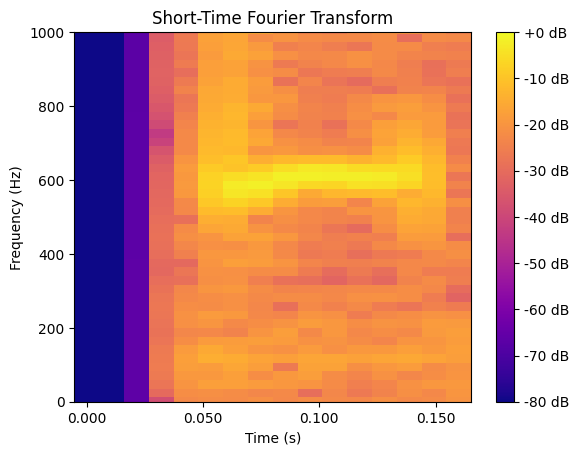 Short-Time Fourier Transform
Frequency (Hz)
1000
800
600
400
200
0
0.000
0.050
0.100
0.150
Time (s)
+0 dB
-10 dB
-20 dB
-30 dB
-40 dB
-50 dB
-60 dB
-70 dB
-80 dB